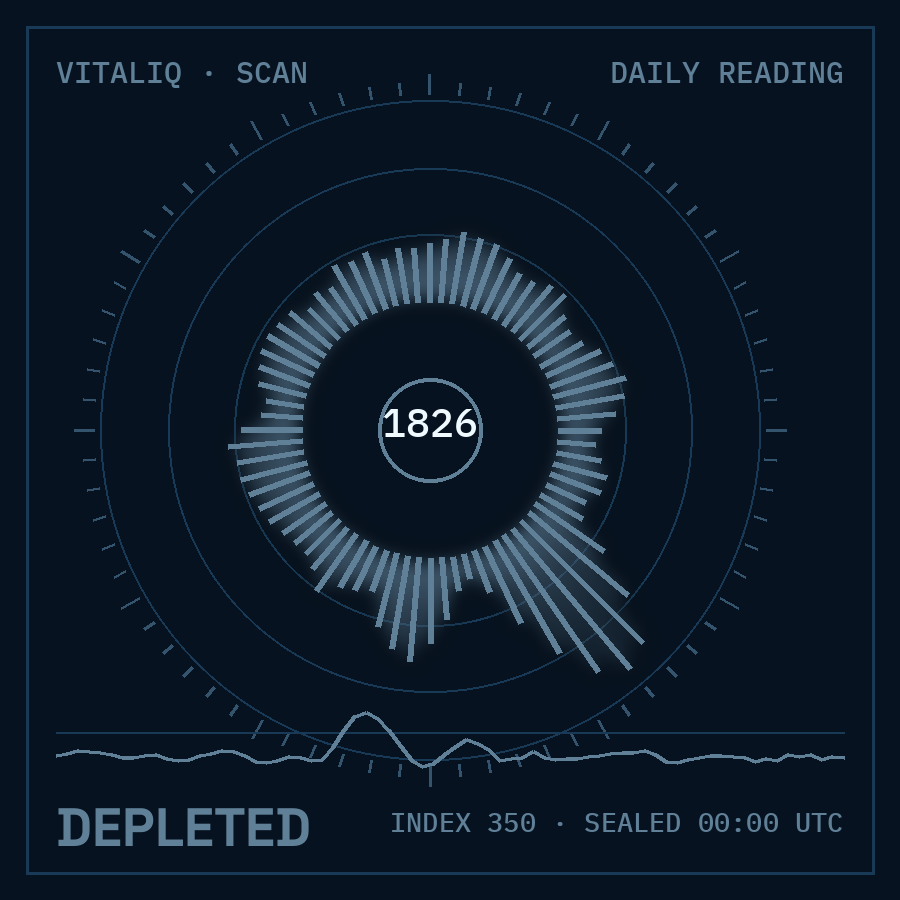 VITALIQ · SCAN
DAILY READING
1826
DEPLETED
INDEX 350 · SEALED 00:00 UTC